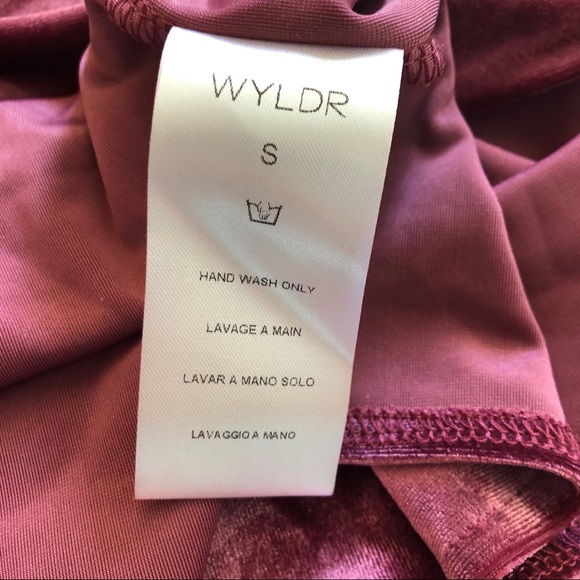 WYLDR
S
HAND WASH ONLY
LAVAGE A MAIN
LAVAR A MANO SOLO
LAVAGGIO A MANO